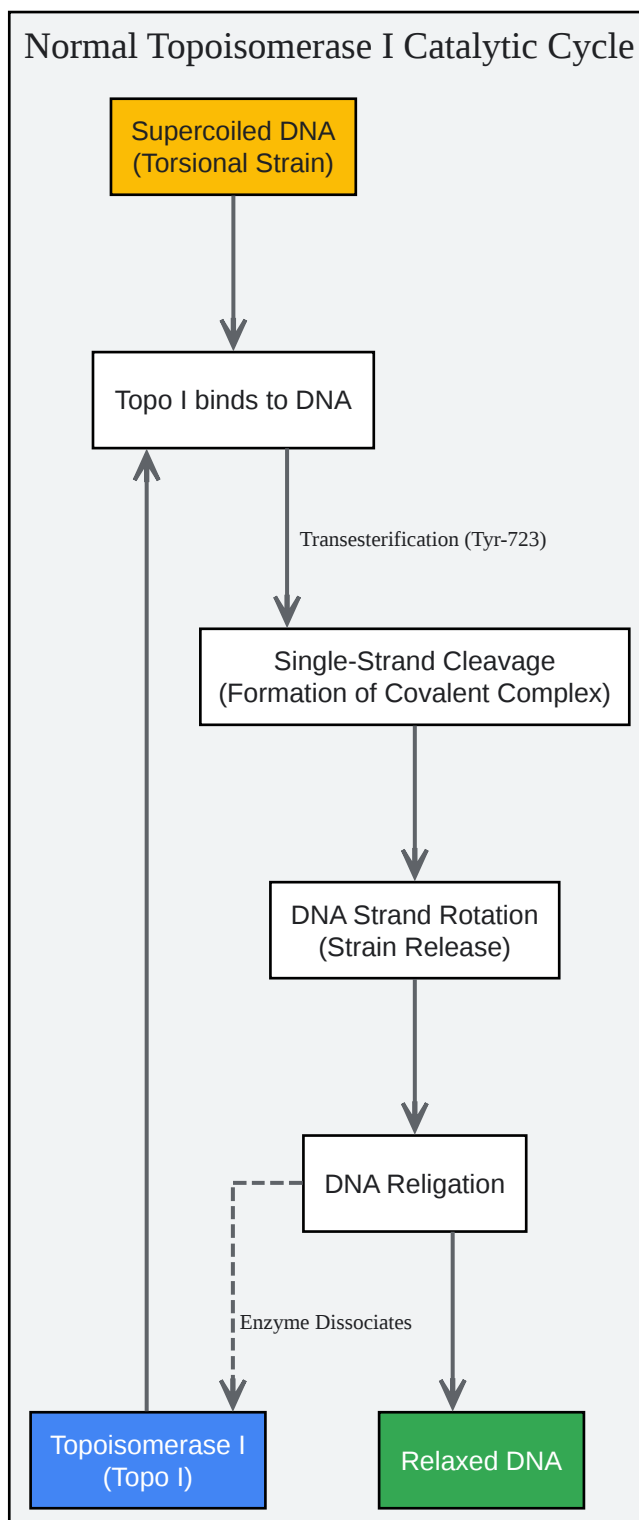 Normal Topoisomerase I Catalytic Cycle
Supercoiled DNA
(Torsional Strain)
Topo I binds to DNA
Transesterification (Tyr-723)
Single-Strand Cleavage
(Formation of Covalent Complex)
DNA Strand Rotation
(Strain Release)
DNA Religation
Enzyme Dissociates
Topoisomerase I
(Topo I)
Relaxed DNA